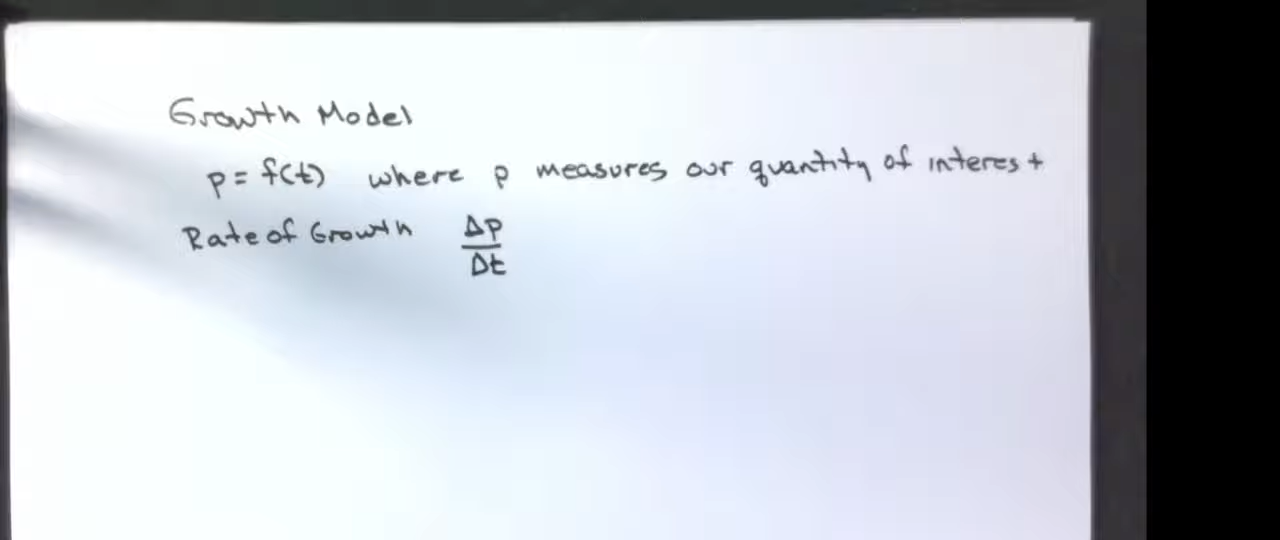 Growth Model
p = f(t) where p measures our quantity of interest
Rate of Growth Δp/Δt